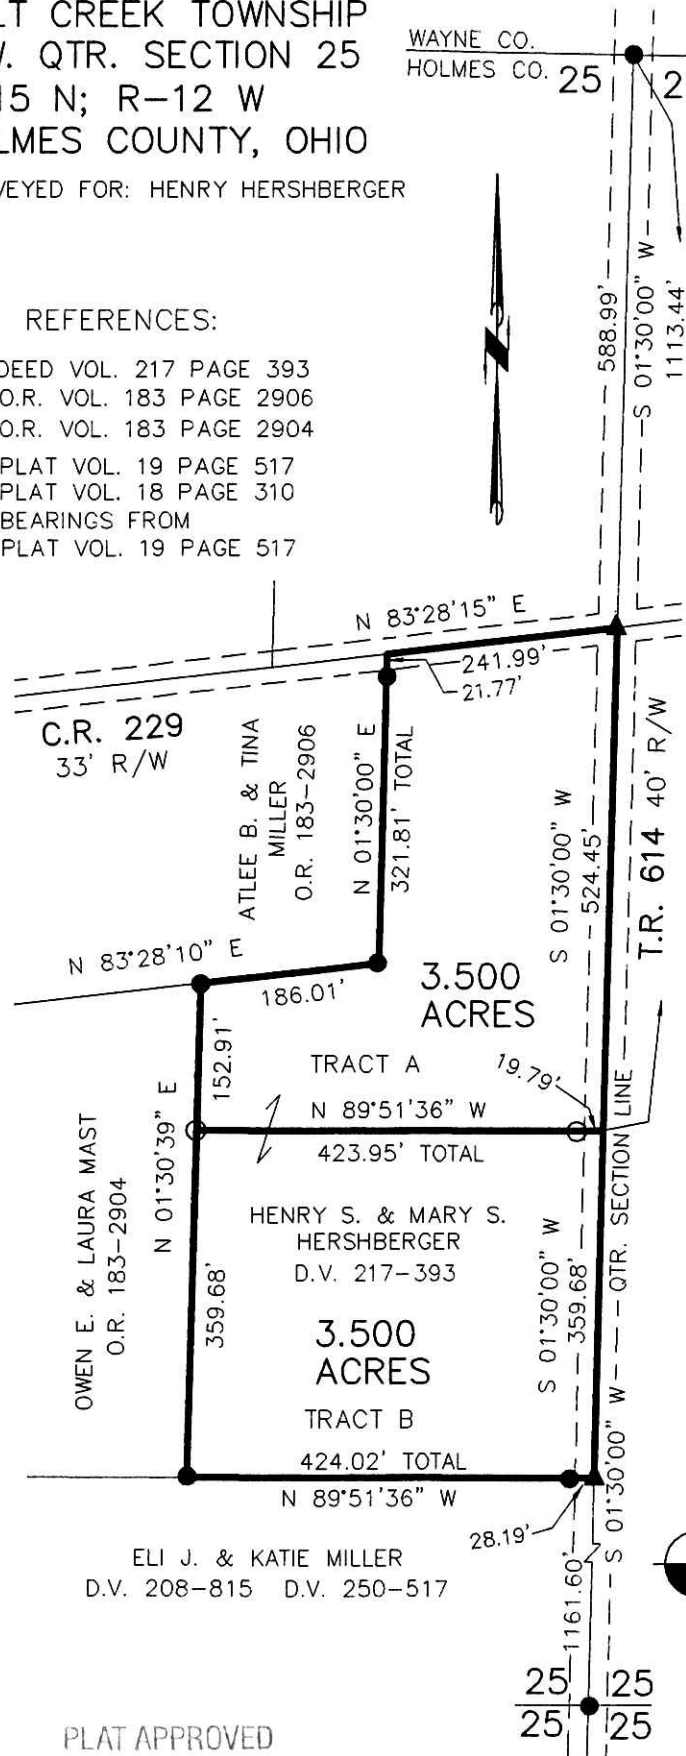 LT CREEK TOWNSHIP
. QTR. SECTION 25
15 N; R-12 W
LMES COUNTY, OHIO
VEYED FOR: HENRY HERSHBERGER
WAYNE CO.
HOLMES CO.
25
2
REFERENCES:
DEED VOL. 217 PAGE 393
O.R. VOL. 183 PAGE 2906
O.R. VOL. 183 PAGE 2904
PLAT VOL. 19 PAGE 517
PLAT VOL. 18 PAGE 310
BEARINGS FROM
PLAT VOL. 19 PAGE 517
588.99'
S 01°30'00" W
1113.44'
N 83°28'15" E
241.99'
21.77'
C.R. 229
33' R/W
ATLEE B. & TINA
MILLER
O.R. 183-2906
N 01°30'00" E
321.81' TOTAL
S 01°30'00" W
524.45'
T.R. 614 40' R/W
N 83°28'10" E
186.01'
3.500
ACRES
152.91'
TRACT A
19.79'
N 89°51'36" W
423.95' TOTAL
N 01°30'39" E
OWEN E. & LAURA MAST
O.R. 183-2904
HENRY S. & MARY S.
HERSHBERGER
D.V. 217-393
359.68'
S 01°30'00" W
359.68'
QTR. SECTION LINE
3.500
ACRES
TRACT B
424.02' TOTAL
N 89°51'36" W
S 01°30'00" W
28.19'
ELI J. & KATIE MILLER
D.V. 208-815 D.V. 250-517
1161.60'
25 25
25 25
PLAT APPROVED